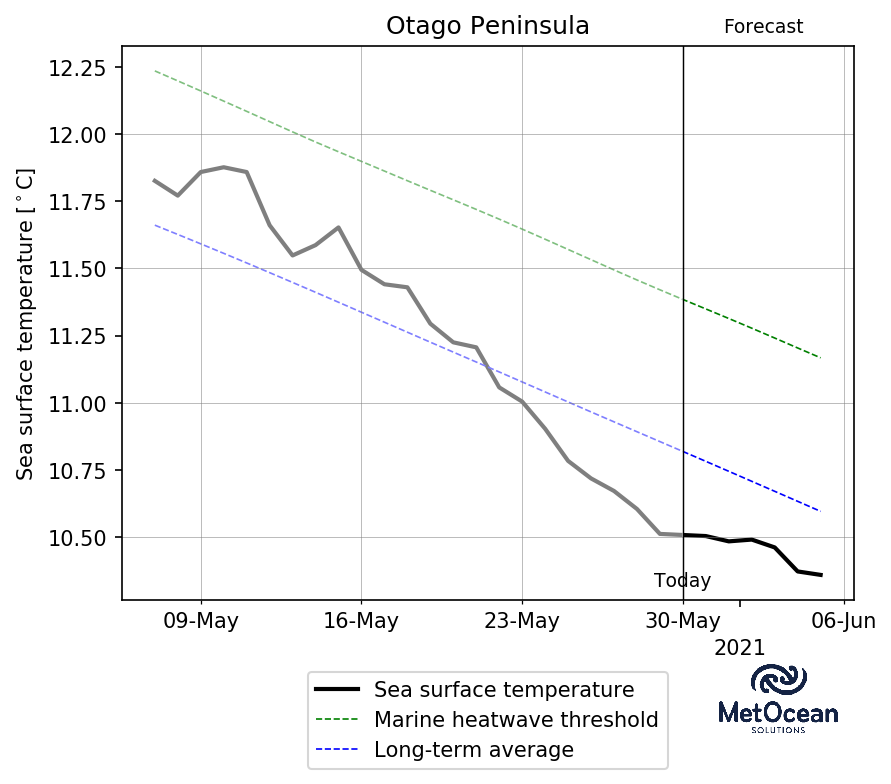 Otago Peninsula
Forecast
Sea surface temperature [°C]
12.25
12.00
11.75
11.50
11.25
11.00
10.75
10.50
Today
09-May
16-May
23-May
30-May
06-Jun
2021
Sea surface temperature
Marine heatwave threshold
Long-term average
MetOcean
SOLUTIONS